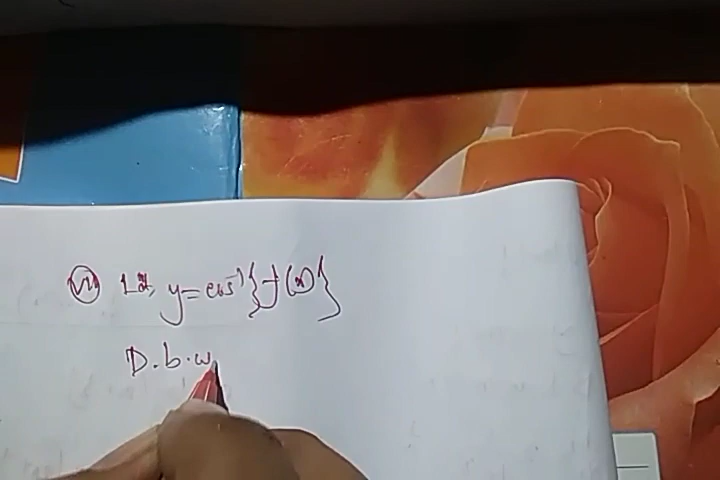 (vii) Let, y = cos⁻¹{f(x)}
D.b.w